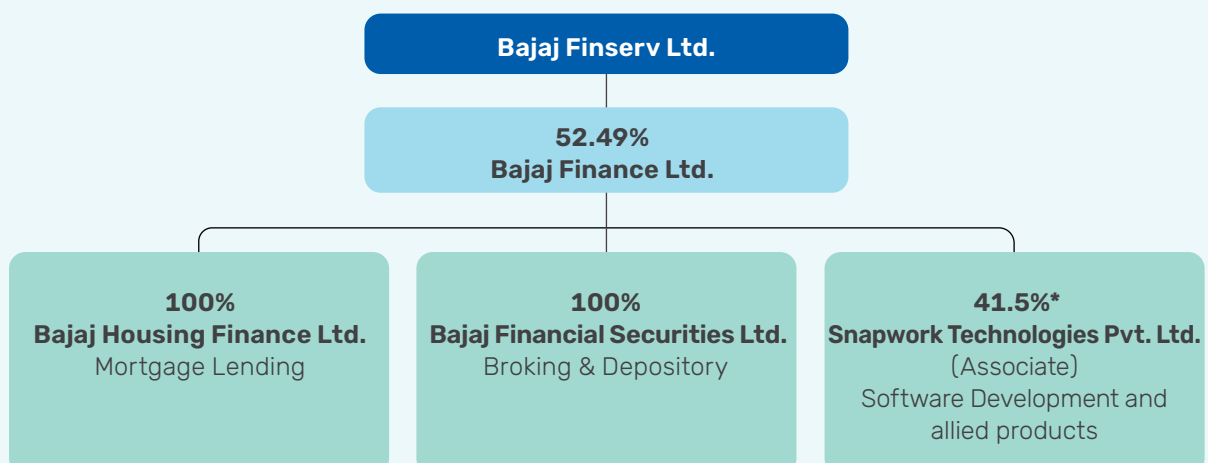 Bajaj Finserv Ltd.
52.49%
Bajaj Finance Ltd.
100%
Bajaj Housing Finance Ltd.
Mortgage Lending
100%
Bajaj Financial Securities Ltd.
Broking & Depository
41.5%*
Snapwork Technologies Pvt. Ltd.
(Associate)
Software Development and
allied products